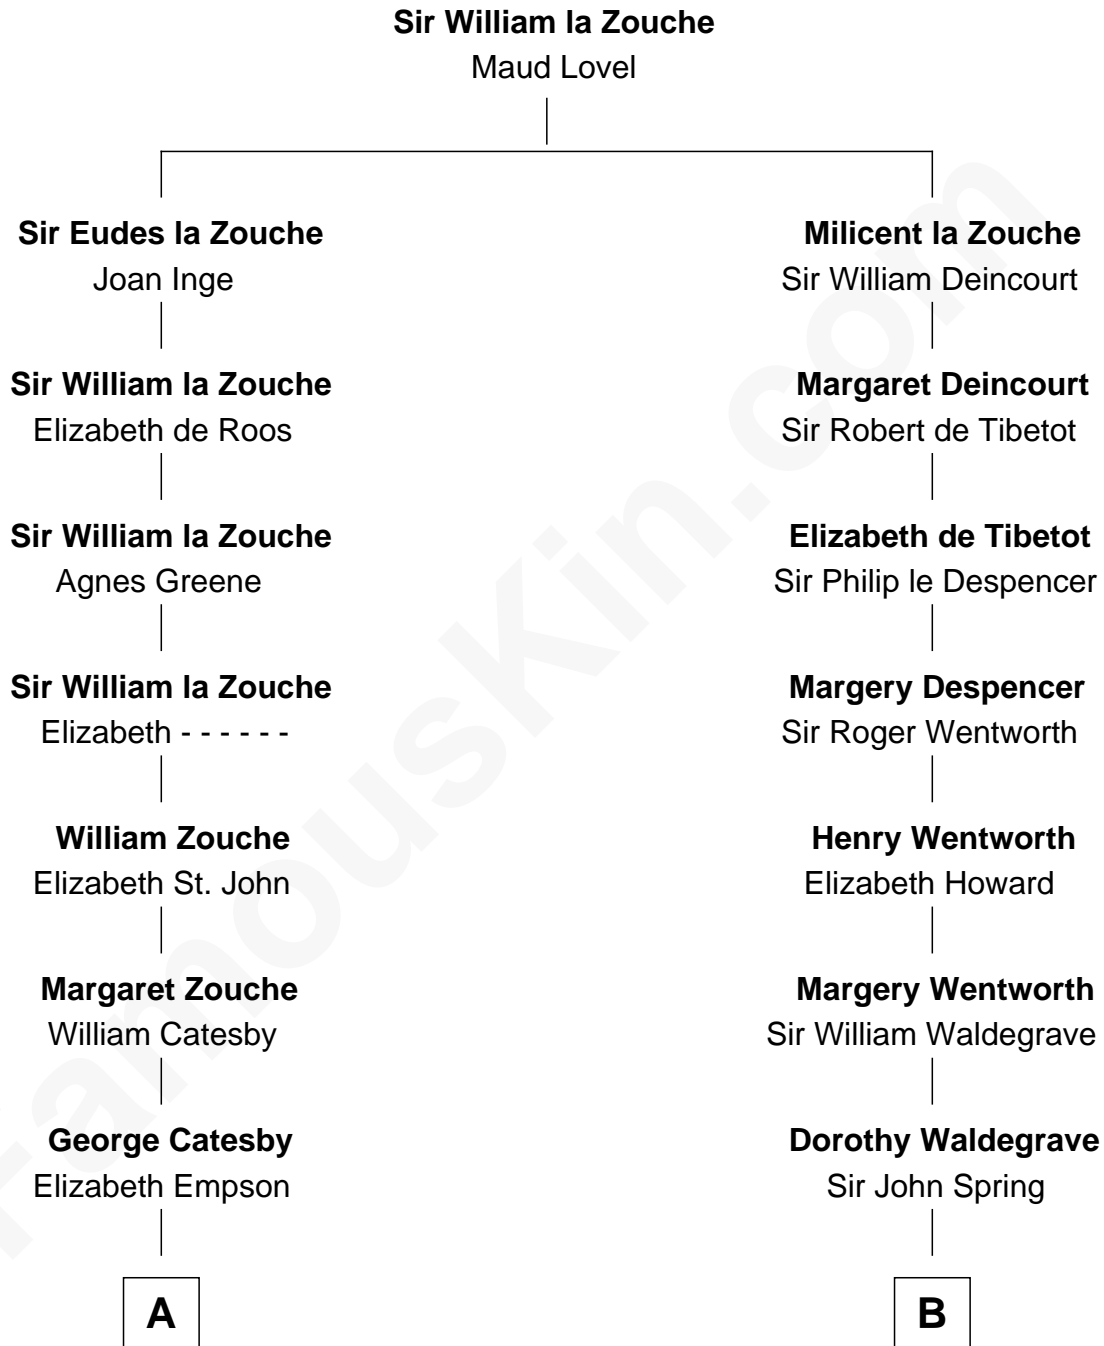 Sir William la Zouche
Maud Lovel
Sir Eudes la Zouche
Joan Inge
Sir William la Zouche
Elizabeth de Roos
Sir William la Zouche
Agnes Greene
Sir William la Zouche
Elizabeth - - - - - -
William Zouche
Elizabeth St. John
Margaret Zouche
William Catesby
George Catesby
Elizabeth Empson
A
Milicent la Zouche
Sir William Deincourt
Margaret Deincourt
Sir Robert de Tibetot
Elizabeth de Tibetot
Sir Philip le Despencer
Margery Despencer
Sir Roger Wentworth
Henry Wentworth
Elizabeth Howard
Margery Wentworth
Sir William Waldegrave
Dorothy Waldegrave
Sir John Spring
B
FamousKin.com